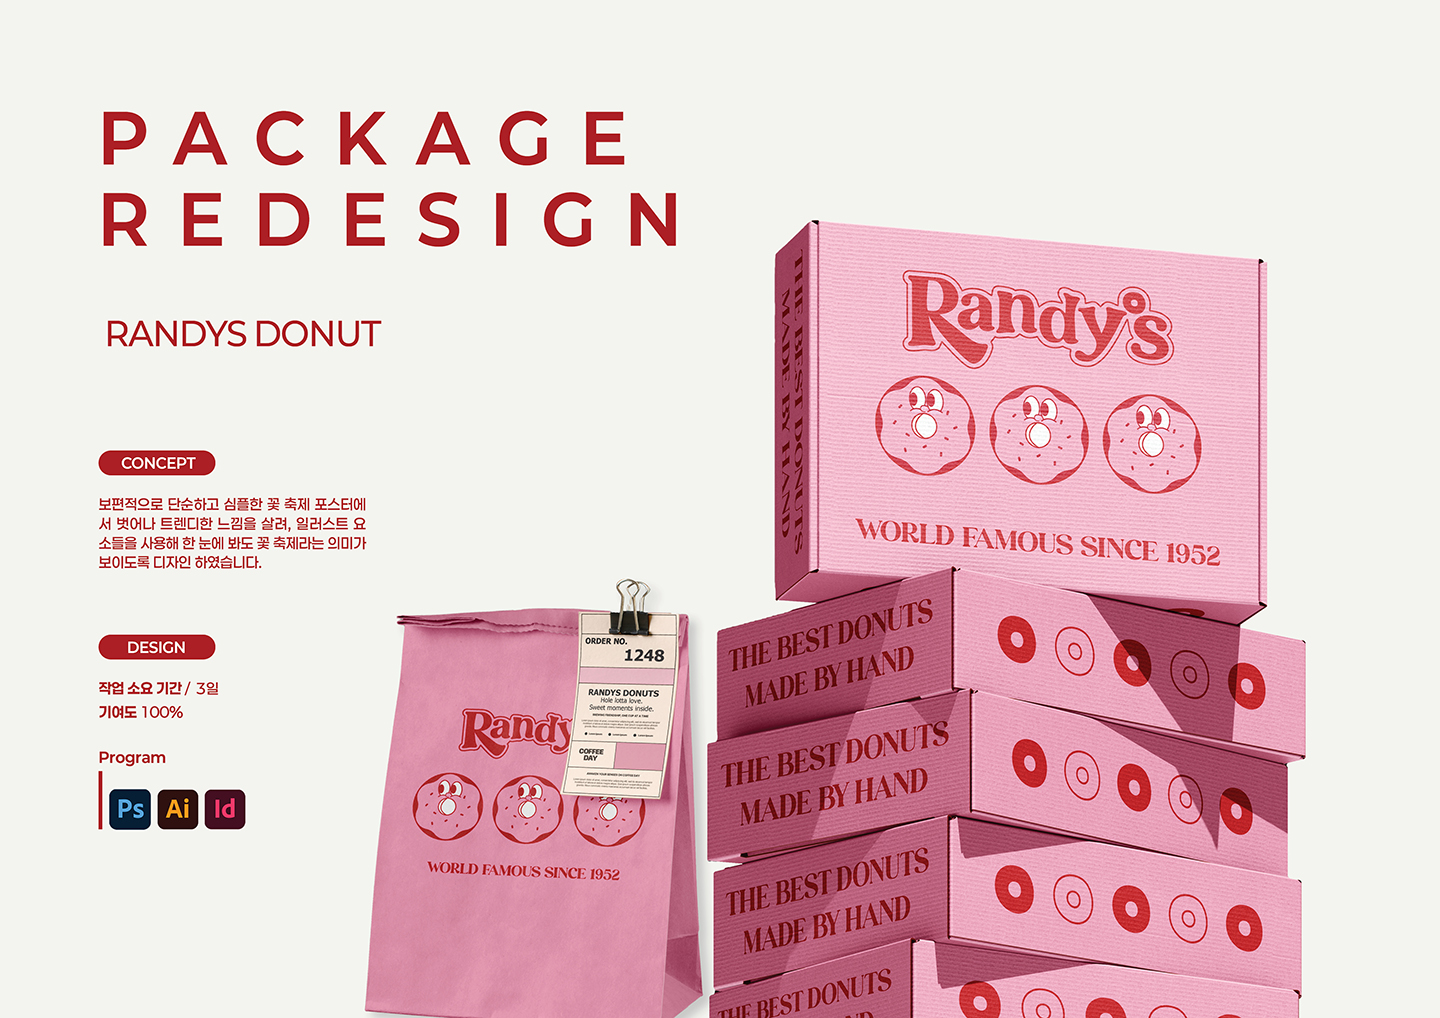 PACKAGE
REDESIGN
RANDYS DONUT
CONCEPT
보편적으로 단순하고 심플한 꽃 축제 포스터에
서 벗어나 트렌디한 느낌을 살려, 일러스트 요
소들을 사용해 한 눈에 봐도 꽃 축제라는 의미가
보이도록 디자인 하였습니다.
DESIGN
작업 소요 기간 / 3일
기여도 100%
Program
Ps Ai Id
ORDER NO.
1248
RANDYS DONUTS
Hole lotta love.
Sweet moments inside.
COFFEE
DAY
Randy
WORLD FAMOUS SINCE 1952
THE BEST DONUTS
MADE BY HAND
Randy's
WORLD FAMOUS SINCE 1952
THE BEST DONUTS
MADE BY HAND
THE BEST DONUTS
MADE BY HAND
THE BEST DONUTS
MADE BY HAND
THE BEST DONUTS